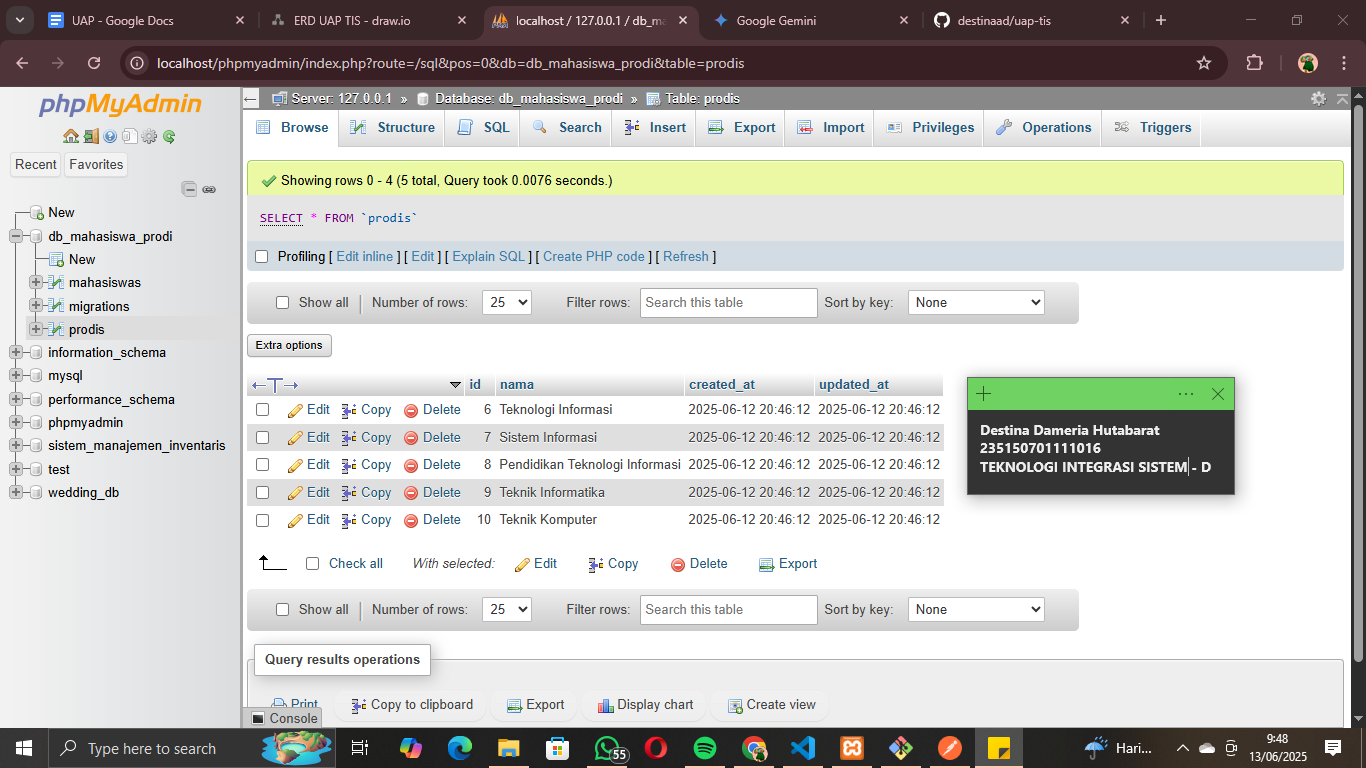 UAP - Google Docs
ERD UAP TIS - draw.io
localhost / 127.0.0.1 / db_ma
Google Gemini
destinaad/uap-tis
localhost/phpmyadmin/index.php?route=/sql&pos=0&db=db_mahasiswa_prodi&table=prodis
phpMyAdmin
Recent
Favorites
New
db_mahasiswa_prodi
New
mahasiswas
migrations
prodis
information_schema
mysql
performance_schema
phpmyadmin
sistem_manajemen_inventaris
test
wedding_db
Server: 127.0.0.1 » Database: db_mahasiswa_prodi » Table: prodis
Browse Structure SQL Search Insert Export Import Privileges Operations Triggers
Showing rows 0 - 4 (5 total, Query took 0.0076 seconds.)
SELECT * FROM `prodis`
Profiling [ Edit inline ] [ Edit ] [ Explain SQL ] [ Create PHP code ] [ Refresh ]
Show all Number of rows: 25 Filter rows: Search this table Sort by key: None
Extra options
id nama created_at updated_at
Edit Copy Delete 6 Teknologi Informasi 2025-06-12 20:46:12 2025-06-12 20:46:12
Edit Copy Delete 7 Sistem Informasi 2025-06-12 20:46:12 2025-06-12 20:46:12
Edit Copy Delete 8 Pendidikan Teknologi Informasi 2025-06-12 20:46:12 2025-06-12 20:46:12
Edit Copy Delete 9 Teknik Informatika 2025-06-12 20:46:12 2025-06-12 20:46:12
Edit Copy Delete 10 Teknik Komputer 2025-06-12 20:46:12 2025-06-12 20:46:12
Check all With selected: Edit Copy Delete Export
Show all Number of rows: 25 Filter rows: Search this table Sort by key: None
Query results operations
Print Copy to clipboard Export Display chart Create view
Console
Destina Dameria Hutabarat
235150701111016
TEKNOLOGI INTEGRASI SISTEM - D
Type here to search
55
Hari...
9:48
13/06/2025